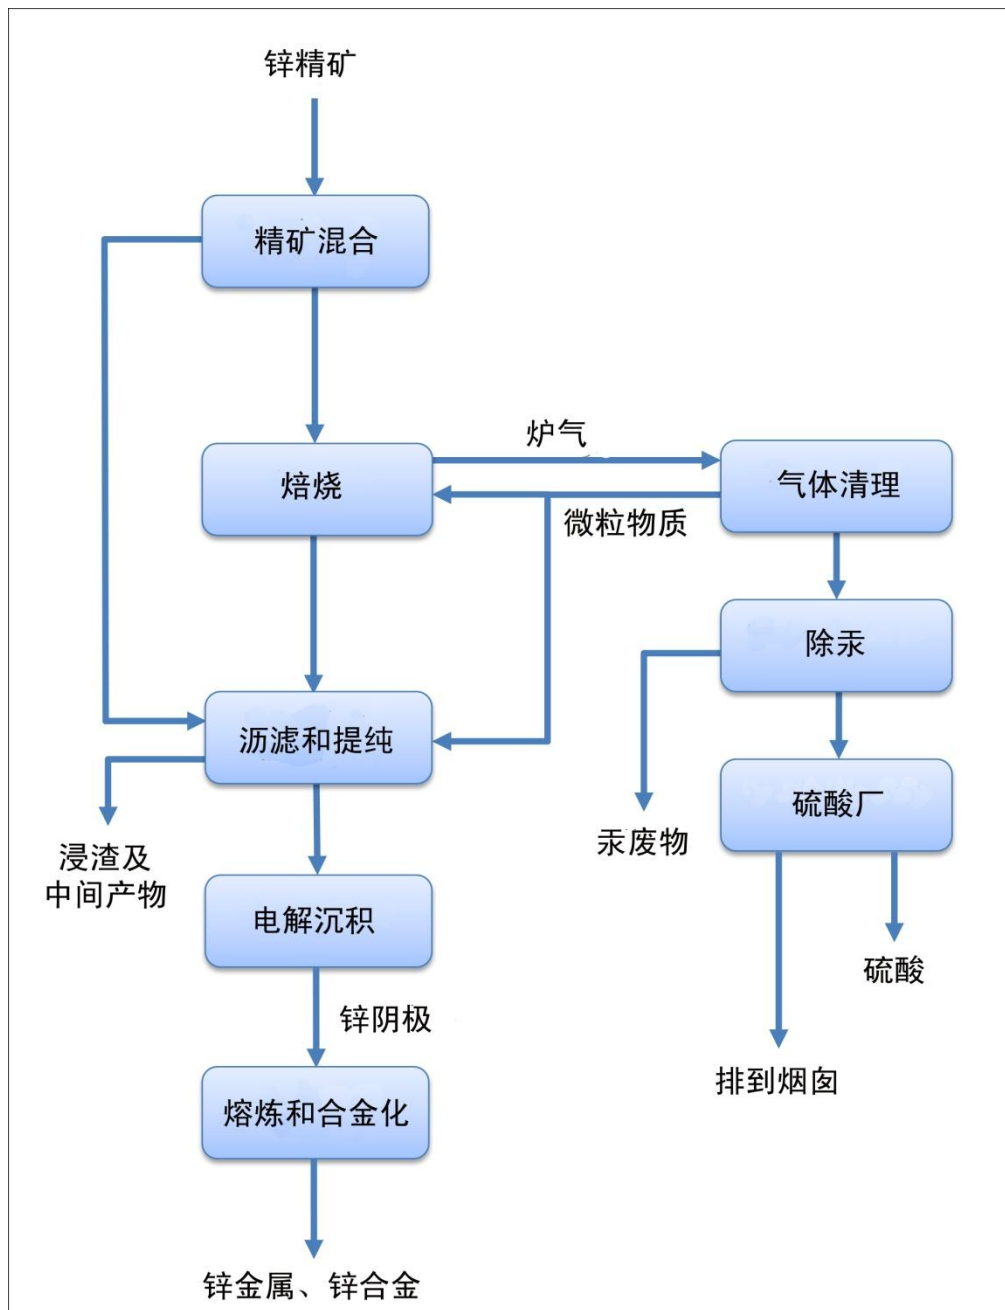 锌精矿
精矿混合
炉气
焙烧
气体清理
微粒物质
除汞
沥滤和提纯
硫酸厂
汞废物
浸渣及
中间产物
电解沉积
硫酸
锌阴极
排到烟囱
熔炼和合金化
锌金属、锌合金